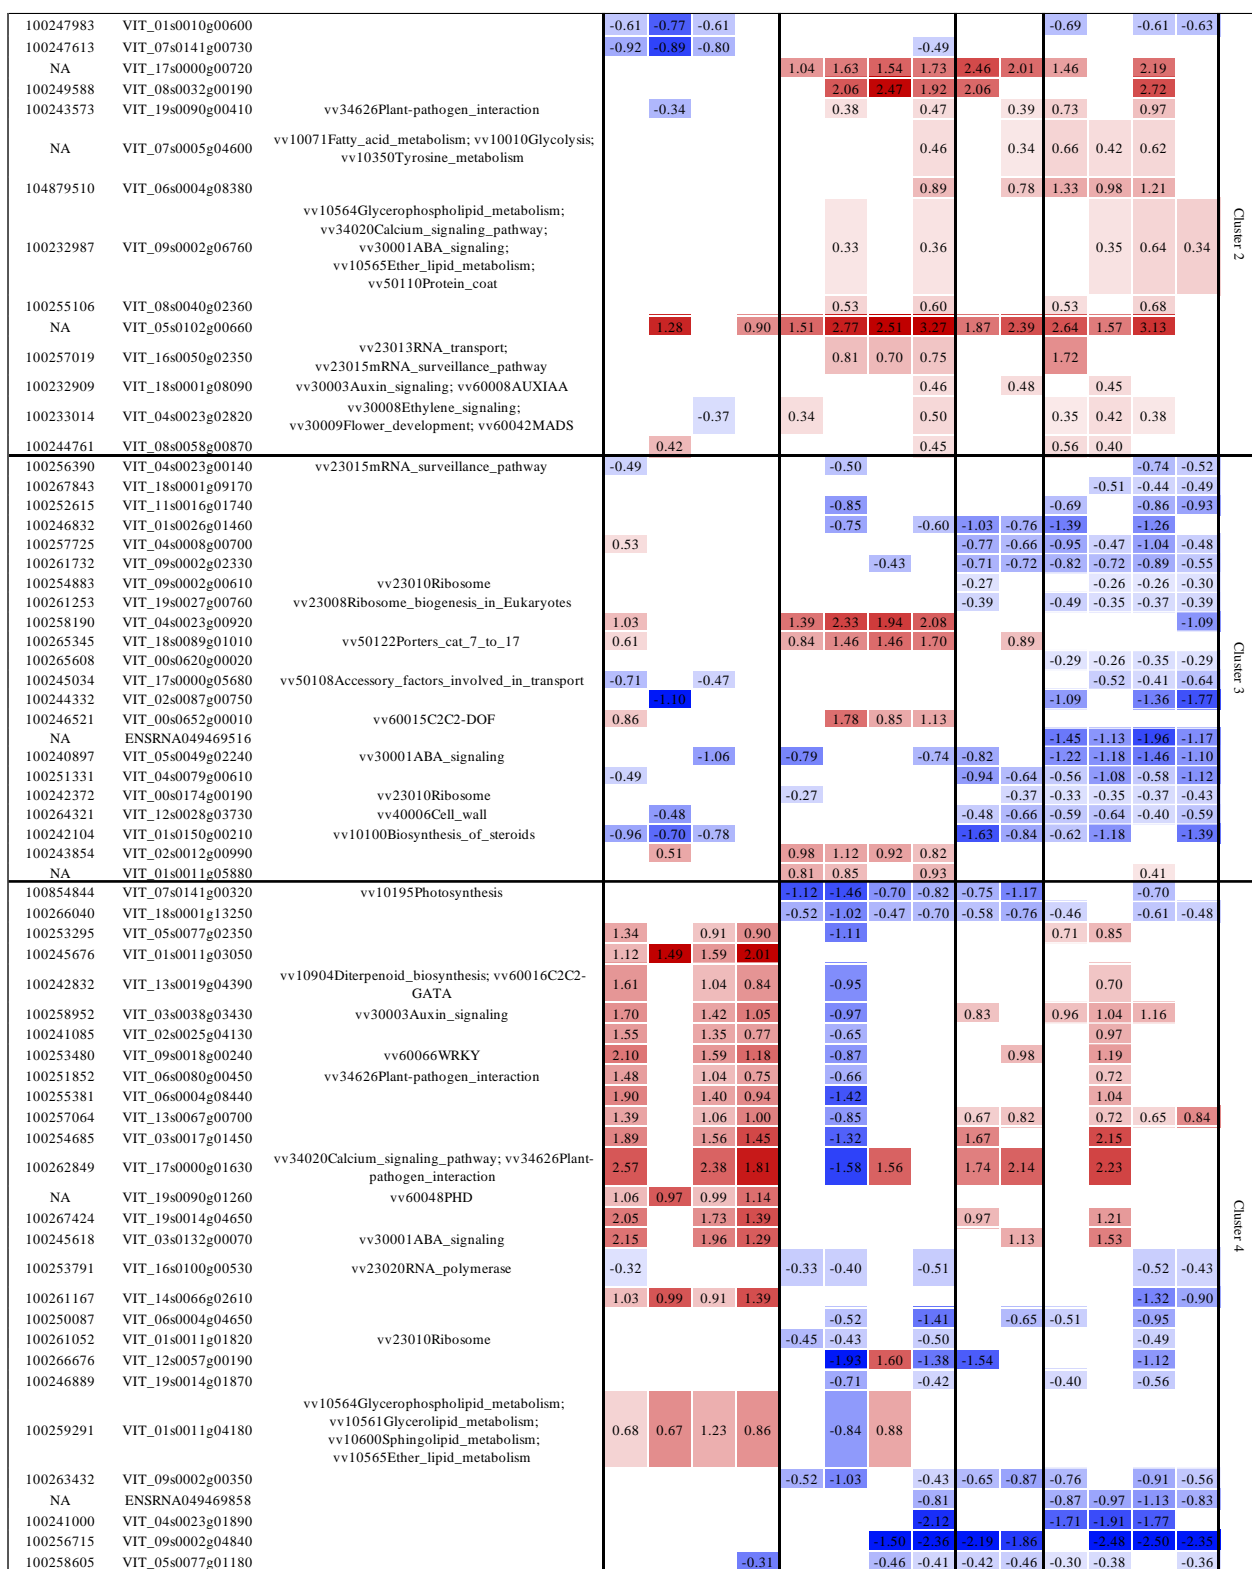 100247983 VIT_01s0010g00600 -0.61 -0.77 -0.61 -0.69 -0.61 -0.63
100247613 VIT_07s0141g00730 -0.92 -0.89 -0.80 -0.49
NA VIT_17s0000g00720 1.04 1.63 1.54 1.73 2.46 2.01 1.46 2.19
100249588 VIT_08s0032g00190 2.06 2.47 1.92 2.06 2.72
100243573 VIT_19s0090g00410 vv34626Plant-pathogen_interaction -0.34 0.38 0.47 0.39 0.73 0.97
vv10071Fatty_acid_metabolism; vv10010Glycolysis;
NA VIT_07s0005g04600 0.46 0.34 0.66 0.42 0.62
vv10350Tyrosine_metabolism
104879510 VIT_06s0004g08380 0.89 0.78 1.33 0.98 1.21
vv10564Glycerophospholipid_metabolism;
vv34020Calcium_signaling_pathway;
100232987 VIT_09s0002g06760 vv30001ABA_signaling; 0.33 0.36 0.35 0.64 0.34
vv10565Ether_lipid_metabolism;
vv50110Protein_coat
Cluster 2
100255106 VIT_08s0040g02360 0.53 0.60 0.53 0.68
NA VIT_05s0102g00660 1.28 0.90 1.51 2.77 2.51 3.27 1.87 2.39 2.64 1.57 3.13
vv23013RNA_transport;
100257019 VIT_16s0050g02350 0.81 0.70 0.75 1.72
vv23015mRNA_surveillance_pathway
100232909 VIT_18s0001g08090 vv30003Auxin_signaling; vv60008AUXIAA 0.46 0.48 0.45
vv30008Ethylene_signaling;
100233014 VIT_04s0023g02820 -0.37 0.34 0.50 0.35 0.42 0.38
vv30009Flower_development; vv60042MADS
100244761 VIT_08s0058g00870 0.42 0.45 0.56 0.40
100256390 VIT_04s0023g00140 vv23015mRNA_surveillance_pathway -0.49 -0.50 -0.74 -0.52
100267843 VIT_18s0001g09170 -0.51 -0.44 -0.49
100252615 VIT_11s0016g01740 -0.85 -0.69 -0.86 -0.93
100246832 VIT_01s0026g01460 -0.75 -0.60 -1.03 -0.76 -1.39 -1.26
100257725 VIT_04s0008g00700 0.53 -0.77 -0.66 -0.95 -0.47 -1.04 -0.48
100261732 VIT_09s0002g02330 -0.43 -0.71 -0.72 -0.82 -0.72 -0.89 -0.55
100254883 VIT_09s0002g00610 vv23010Ribosome -0.27 -0.26 -0.26 -0.30
100261253 VIT_19s0027g00760 vv23008Ribosome_biogenesis_in_Eukaryotes -0.39 -0.49 -0.35 -0.37 -0.39
100258190 VIT_04s0023g00920 1.03 1.39 2.33 1.94 2.08 -1.09
100265345 VIT_18s0089g01010 vv50122Porters_cat_7_to_17 0.61 0.84 1.46 1.46 1.70 0.89
100265608 VIT_00s0620g00020 -0.29 -0.26 -0.35 -0.29
100245034 VIT_17s0000g05680 vv50108Accessory_factors_involved_in_transport -0.71 -0.47 -0.52 -0.41 -0.64
Cluster 3
100244332 VIT_02s0087g00750 -1.10 -1.09 -1.36 -1.77
100246521 VIT_00s0652g00010 vv60015C2C2-DOF 0.86 1.78 0.85 1.13
NA ENSRNA049469516 -1.45 -1.13 -1.96 -1.17
100240897 VIT_05s0049g02240 vv30001ABA_signaling -1.06 -0.79 -0.74 -0.82 -1.22 -1.18 -1.46 -1.10
100251331 VIT_04s0079g00610 -0.49 -0.94 -0.64 -0.56 -1.08 -0.58 -1.12
100242372 VIT_00s0174g00190 vv23010Ribosome -0.27 -0.37 -0.33 -0.35 -0.37 -0.43
100264321 VIT_12s0028g03730 vv40006Cell_wall -0.48 -0.48 -0.66 -0.59 -0.64 -0.40 -0.59
100242104 VIT_01s0150g00210 vv10100Biosynthesis_of_steroids -0.96 -0.70 -0.78 -1.63 -0.84 -0.62 -1.18 -1.39
100243854 VIT_02s0012g00990 0.51 0.98 1.12 0.92 0.82
NA VIT_01s0011g05880 0.81 0.85 0.93 0.41
100854844 VIT_07s0141g00320 vv10195Photosynthesis -1.12 -1.46 -0.70 -0.82 -0.75 -1.17 -0.70
100266040 VIT_18s0001g13250 -0.52 -1.02 -0.47 -0.70 -0.58 -0.76 -0.46 -0.61 -0.48
100253295 VIT_05s0077g02350 1.34 0.91 0.90 -1.11 0.71 0.85
100245676 VIT_01s0011g03050 1.12 1.49 1.59 2.01
vv10904Diterpenoid_biosynthesis; vv60016C2C2-
100242832 VIT_13s0019g04390 1.61 1.04 0.84 -0.95 0.70
GATA
100258952 VIT_03s0038g03430 vv30003Auxin_signaling 1.70 1.42 1.05 -0.97 0.83 0.96 1.04 1.16
100241085 VIT_02s0025g04130 1.55 1.35 0.77 -0.65 0.97
100253480 VIT_09s0018g00240 vv60066WRKY 2.10 1.59 1.18 -0.87 0.98 1.19
100251852 VIT_06s0080g00450 vv34626Plant-pathogen_interaction 1.48 1.04 0.75 -0.66 0.72
100255381 VIT_06s0004g08440 1.90 1.40 0.94 -1.42 1.04
100257064 VIT_13s0067g00700 1.39 1.06 1.00 -0.85 0.67 0.82 0.72 0.65 0.84
100254685 VIT_03s0017g01450 1.89 1.56 1.45 -1.32 1.67 2.15
vv34020Calcium_signaling_pathway; vv34626Plant-
100262849 VIT_17s0000g01630 2.57 2.38 1.81 -1.58 1.56 1.74 2.14 2.23
pathogen_interaction
NA VIT_19s0090g01260 vv60048PHD 1.06 0.97 0.99 1.14
100267424 VIT_19s0014g04650 2.05 1.73 1.39 0.97 1.21
Cluster 4
100245618 VIT_03s0132g00070 vv30001ABA_signaling 2.15 1.96 1.29 1.13 1.53
100253791 VIT_16s0100g00530 vv23020RNA_polymerase -0.32 -0.33 -0.40 -0.51 -0.52 -0.43
100261167 VIT_14s0066g02610 1.03 0.99 0.91 1.39 -1.32 -0.90
100250087 VIT_06s0004g04650 -0.52 -1.41 -0.65 -0.51 -0.95
100261052 VIT_01s0011g01820 vv23010Ribosome -0.45 -0.43 -0.50 -0.49
100266676 VIT_12s0057g00190 -1.93 1.60 -1.38 -1.54 -1.12
100246889 VIT_19s0014g01870 -0.71 -0.42 -0.40 -0.56
vv10564Glycerophospholipid_metabolism;
vv10561Glycerolipid_metabolism;
100259291 VIT_01s0011g04180 0.68 0.67 1.23 0.86 -0.84 0.88
vv10600Sphingolipid_metabolism;
vv10565Ether_lipid_metabolism
100263432 VIT_09s0002g00350 -0.52 -1.03 -0.43 -0.65 -0.87 -0.76 -0.91 -0.56
NA ENSRNA049469858 -0.81 -0.87 -0.97 -1.13 -0.83
100241000 VIT_04s0023g01890 -2.12 -1.71 -1.91 -1.77
100256715 VIT_09s0002g04840 -1.50 -2.36 -2.19 -1.86 -2.48 -2.50 -2.35
100258605 VIT_05s0077g01180 -0.31 -0.46 -0.41 -0.42 -0.46 -0.30 -0.38 -0.36